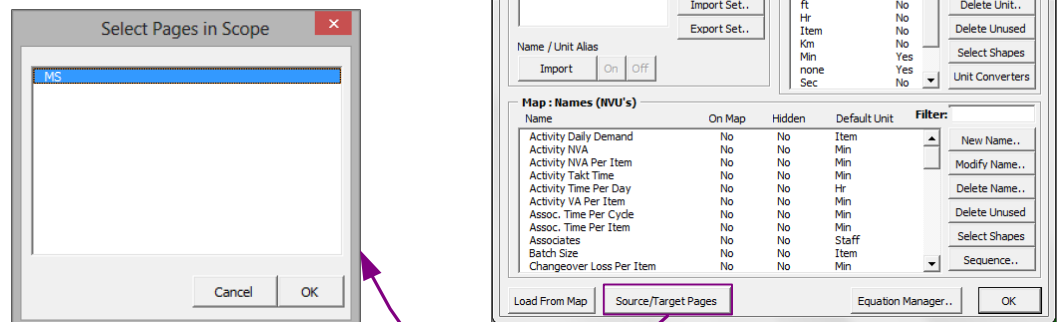 Select Pages in Scope
MS
Cancel
OK
Import Set..
Export Set..
Name / Unit Alias
Import
On
Off
ft No
Hr No
Item No
Km No
Min Yes
none Yes
Sec No
Delete Unit..
Delete Unused
Select Shapes
Unit Converters
Map : Names (NVU's)
Name On Map Hidden Default Unit Filter:
Activity Daily Demand No No Item
Activity NVA No No Min
Activity NVA Per Item No No Min
Activity Takt Time No No Min
Activity Time Per Day No No Hr
Activity VA Per Item No No Min
Assoc. Time Per Cycle No No Min
Assoc. Time Per Item No No Min
Associates No No Staff
Batch Size No No Item
Changeover Loss Per Item No No Min
New Name..
Modify Name..
Delete Name..
Delete Unused
Select Shapes
Sequence..
Load From Map
Source/Target Pages
Equation Manager..
OK